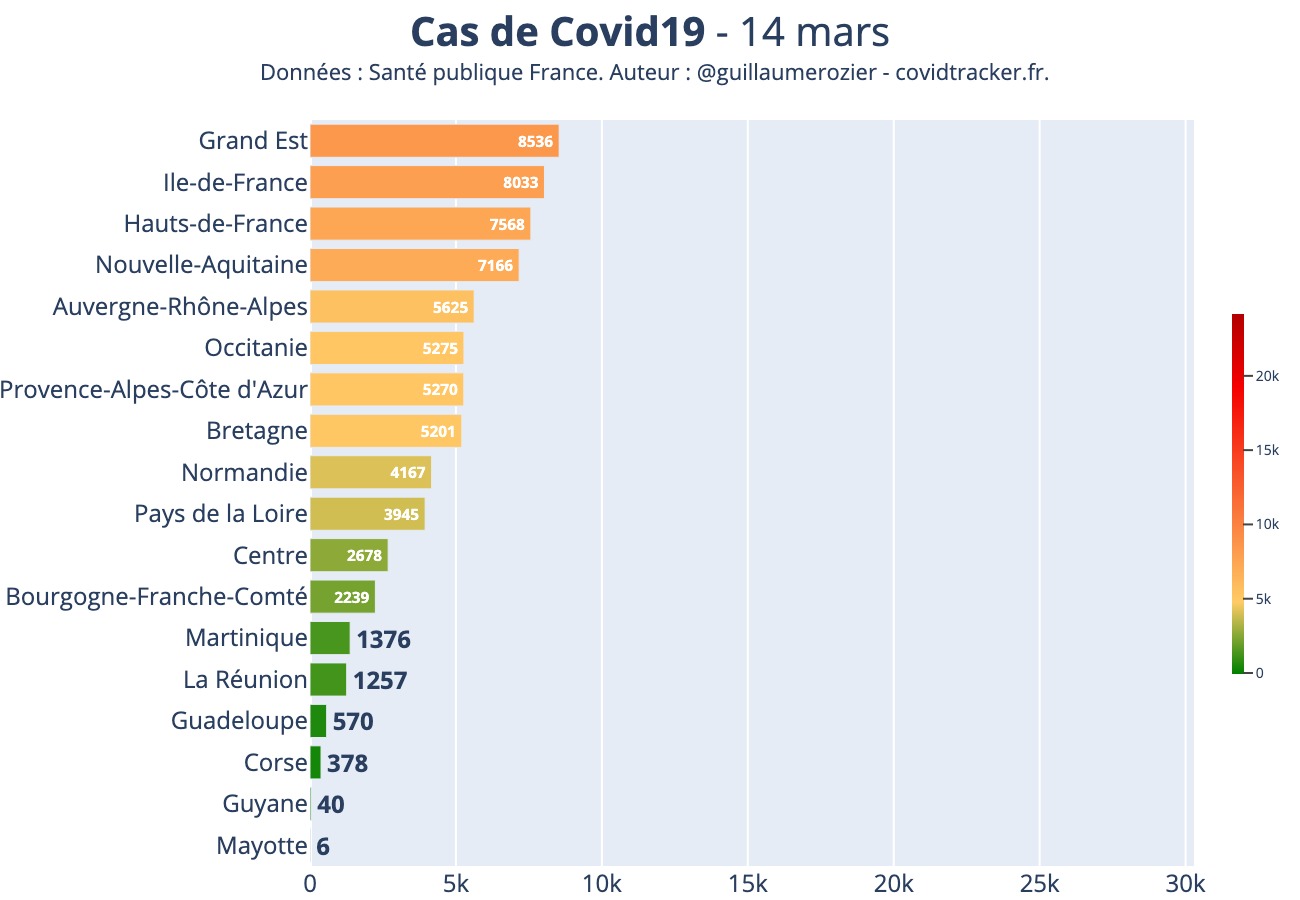 Cas de Covid19 - 14 mars
Données : Santé publique France. Auteur : @guillaumerozier - covidtracker.fr.
Grand Est 8536
Ile-de-France 8033
Hauts-de-France 7568
Nouvelle-Aquitaine 7166
Auvergne-Rhône-Alpes 5625
Occitanie 5275
Provence-Alpes-Côte d'Azur 5270
Bretagne 5201
Normandie 4167
Pays de la Loire 3945
Centre 2678
Bourgogne-Franche-Comté 2239
Martinique 1376
La Réunion 1257
Guadeloupe 570
Corse 378
Guyane 40
Mayotte 6
0 5k 10k 15k 20k 25k 30k
20k
15k
10k
5k
0